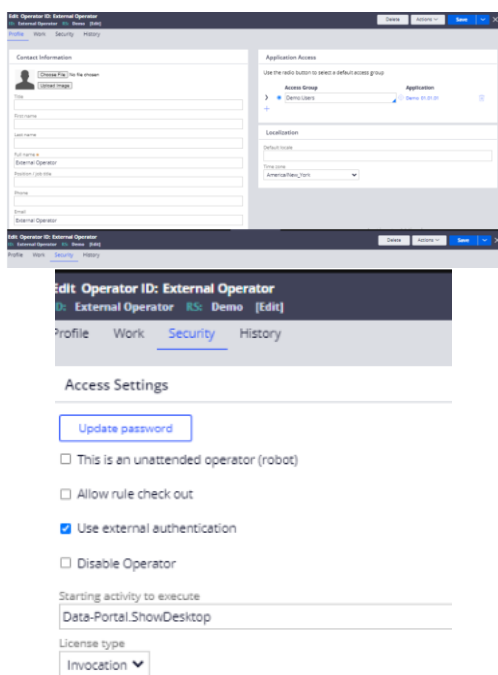 Edit Operator ID: External Operator
ID: External Operator RS: Demo [Edit]
Delete Actions Save
Profile Work Security History
Contact Information
Choose File No file chosen
Upload Image
Title
First name
Last name
Full name
External Operator
Position / job title
Phone
Email
External Operator
Application Access
Use the radio button to select a default access group
Access Group Application
Demo:Users Demo 01.01.01
Localization
Default locale
Time zone
America/New_York
Edit Operator ID: External Operator
ID: External Operator RS: Demo [Edit]
Delete Actions Save
Profile Work Security History
Edit Operator ID: External Operator
ID: External Operator RS: Demo [Edit]
Profile Work Security History
Access Settings
Update password
This is an unattended operator (robot)
Allow rule check out
Use external authentication
Disable Operator
Starting activity to execute
Data-Portal.ShowDesktop
License type
Invocation